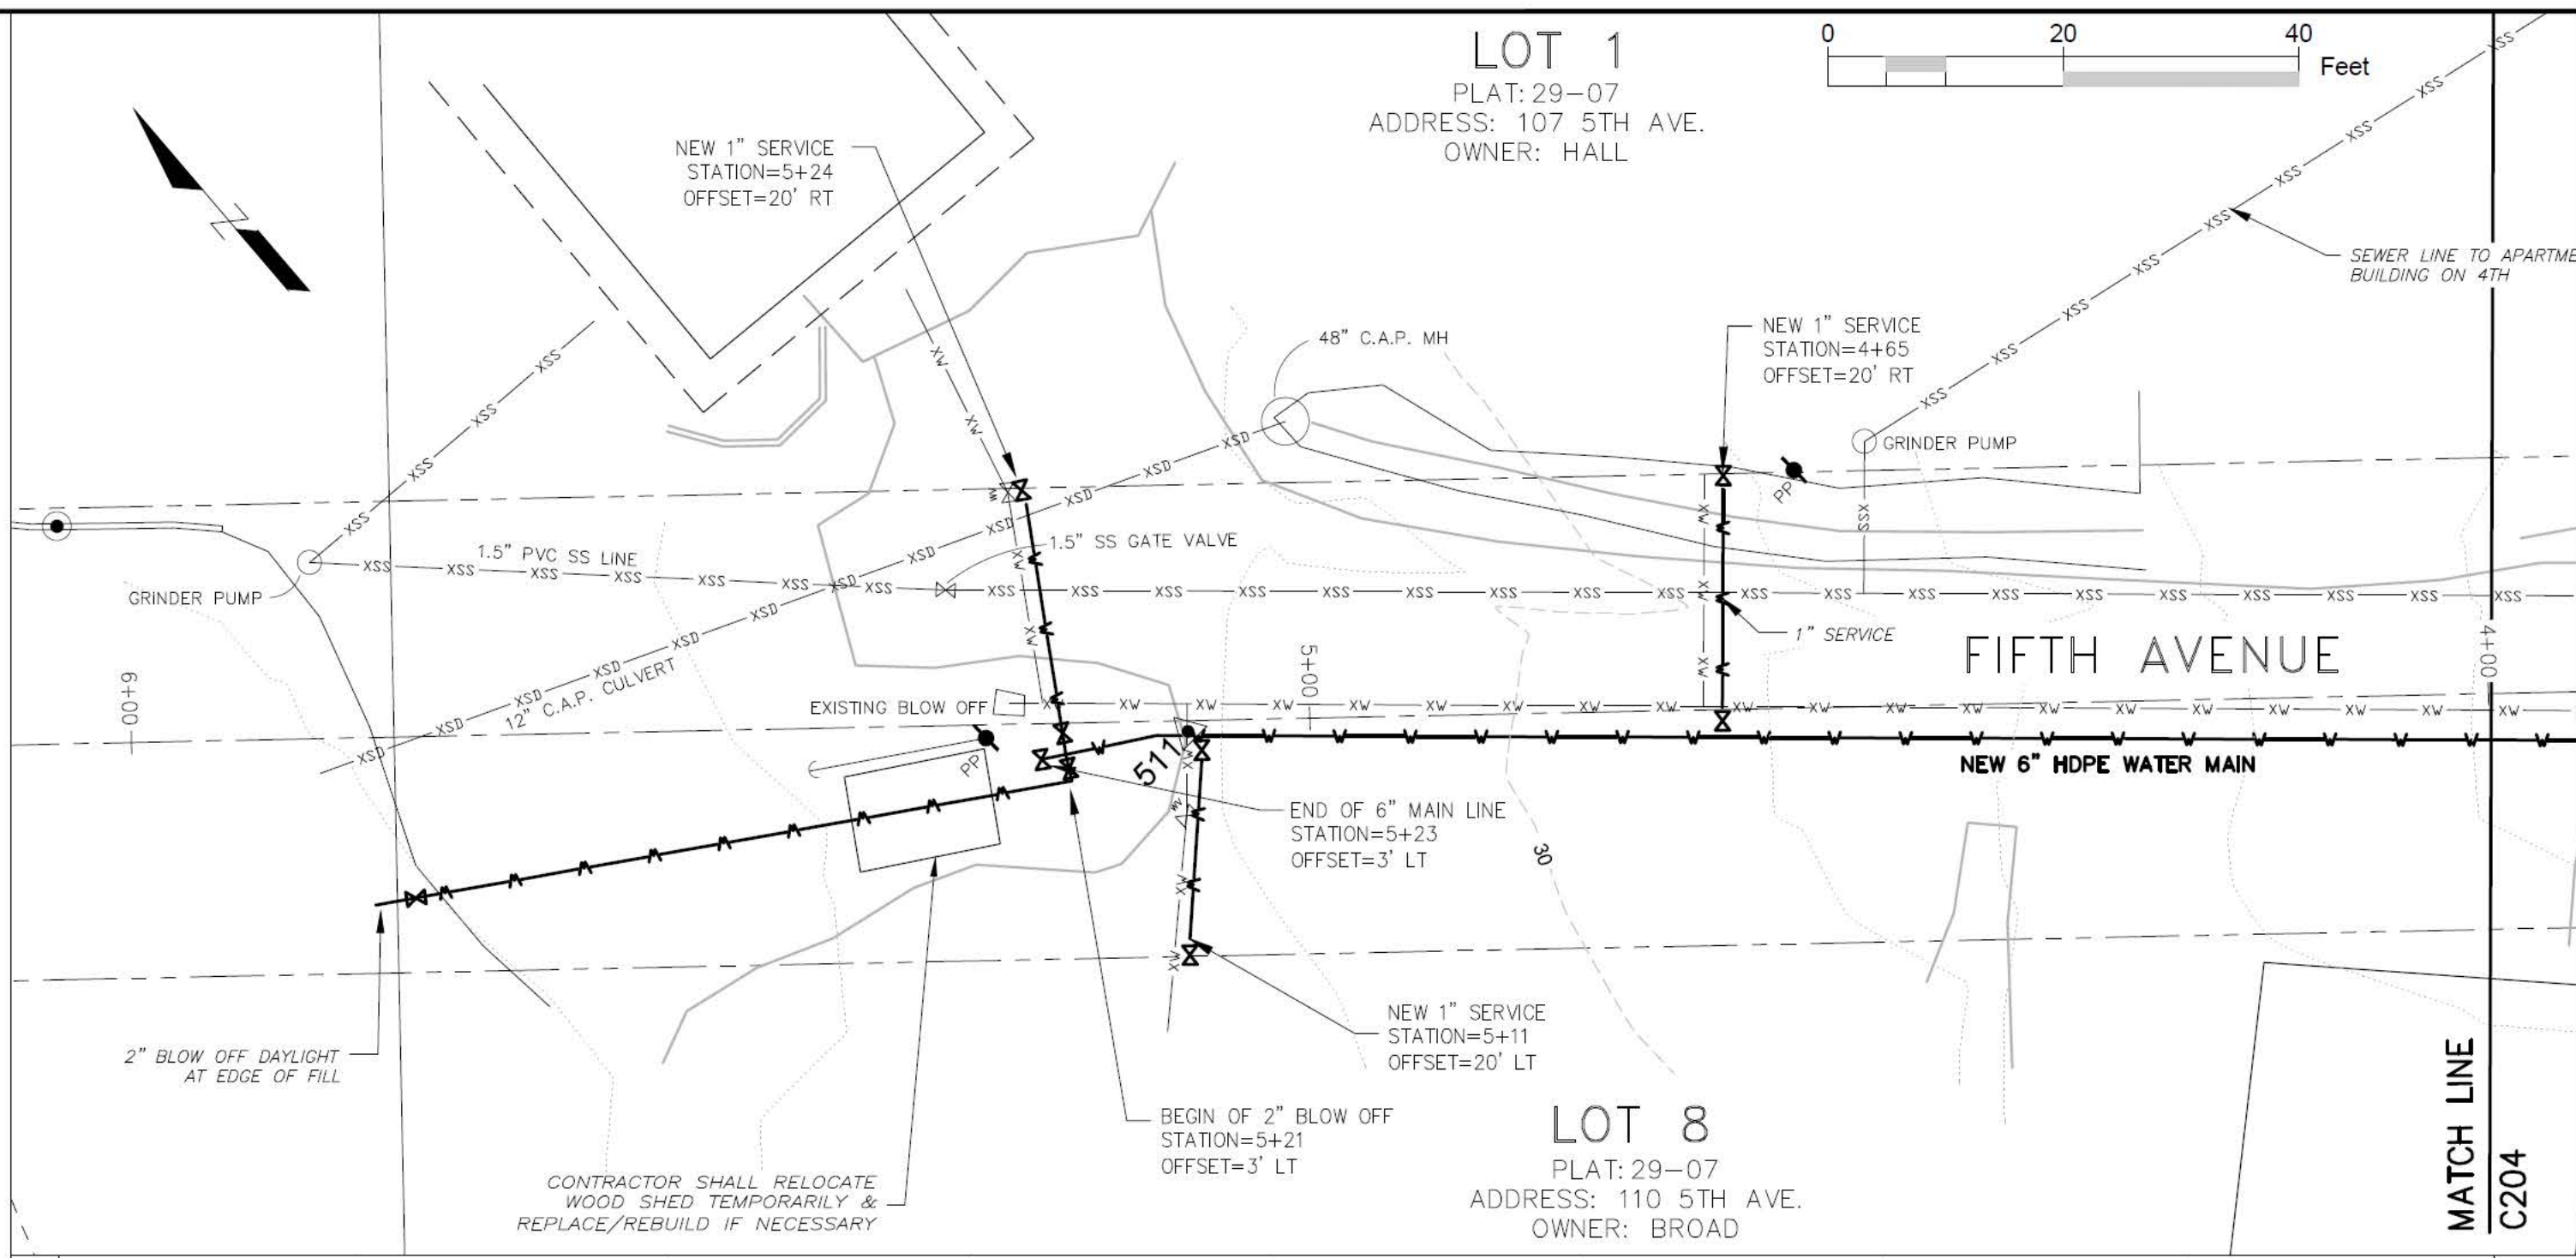 LOT 1
PLAT: 29-07
ADDRESS: 107 5TH AVE.
OWNER: HALL
0 20 40
Feet
NEW 1" SERVICE
STATION=5+24
OFFSET=20' RT
SEWER LINE TO APARTME
BUILDING ON 4TH
48" C.A.P. MH
NEW 1" SERVICE
STATION=4+65
OFFSET=20' RT
GRINDER PUMP
PP
1.5" PVC SS LINE
1.5" SS GATE VALVE
GRINDER PUMP
1" SERVICE
FIFTH AVENUE
6+00
5+00
4+00
12" C.A.P. CULVERT
EXISTING BLOW OFF
PP
511
NEW 6" HDPE WATER MAIN
END OF 6" MAIN LINE
STATION=5+23
OFFSET=3' LT
30
NEW 1" SERVICE
STATION=5+11
OFFSET=20' LT
2" BLOW OFF DAYLIGHT
AT EDGE OF FILL
BEGIN OF 2" BLOW OFF
STATION=5+21
OFFSET=3' LT
CONTRACTOR SHALL RELOCATE
WOOD SHED TEMPORARILY &
REPLACE/REBUILD IF NECESSARY
LOT 8
PLAT: 29-07
ADDRESS: 110 5TH AVE.
OWNER: BROAD
MATCH LINE
C204
XSS
XSD
XW
W